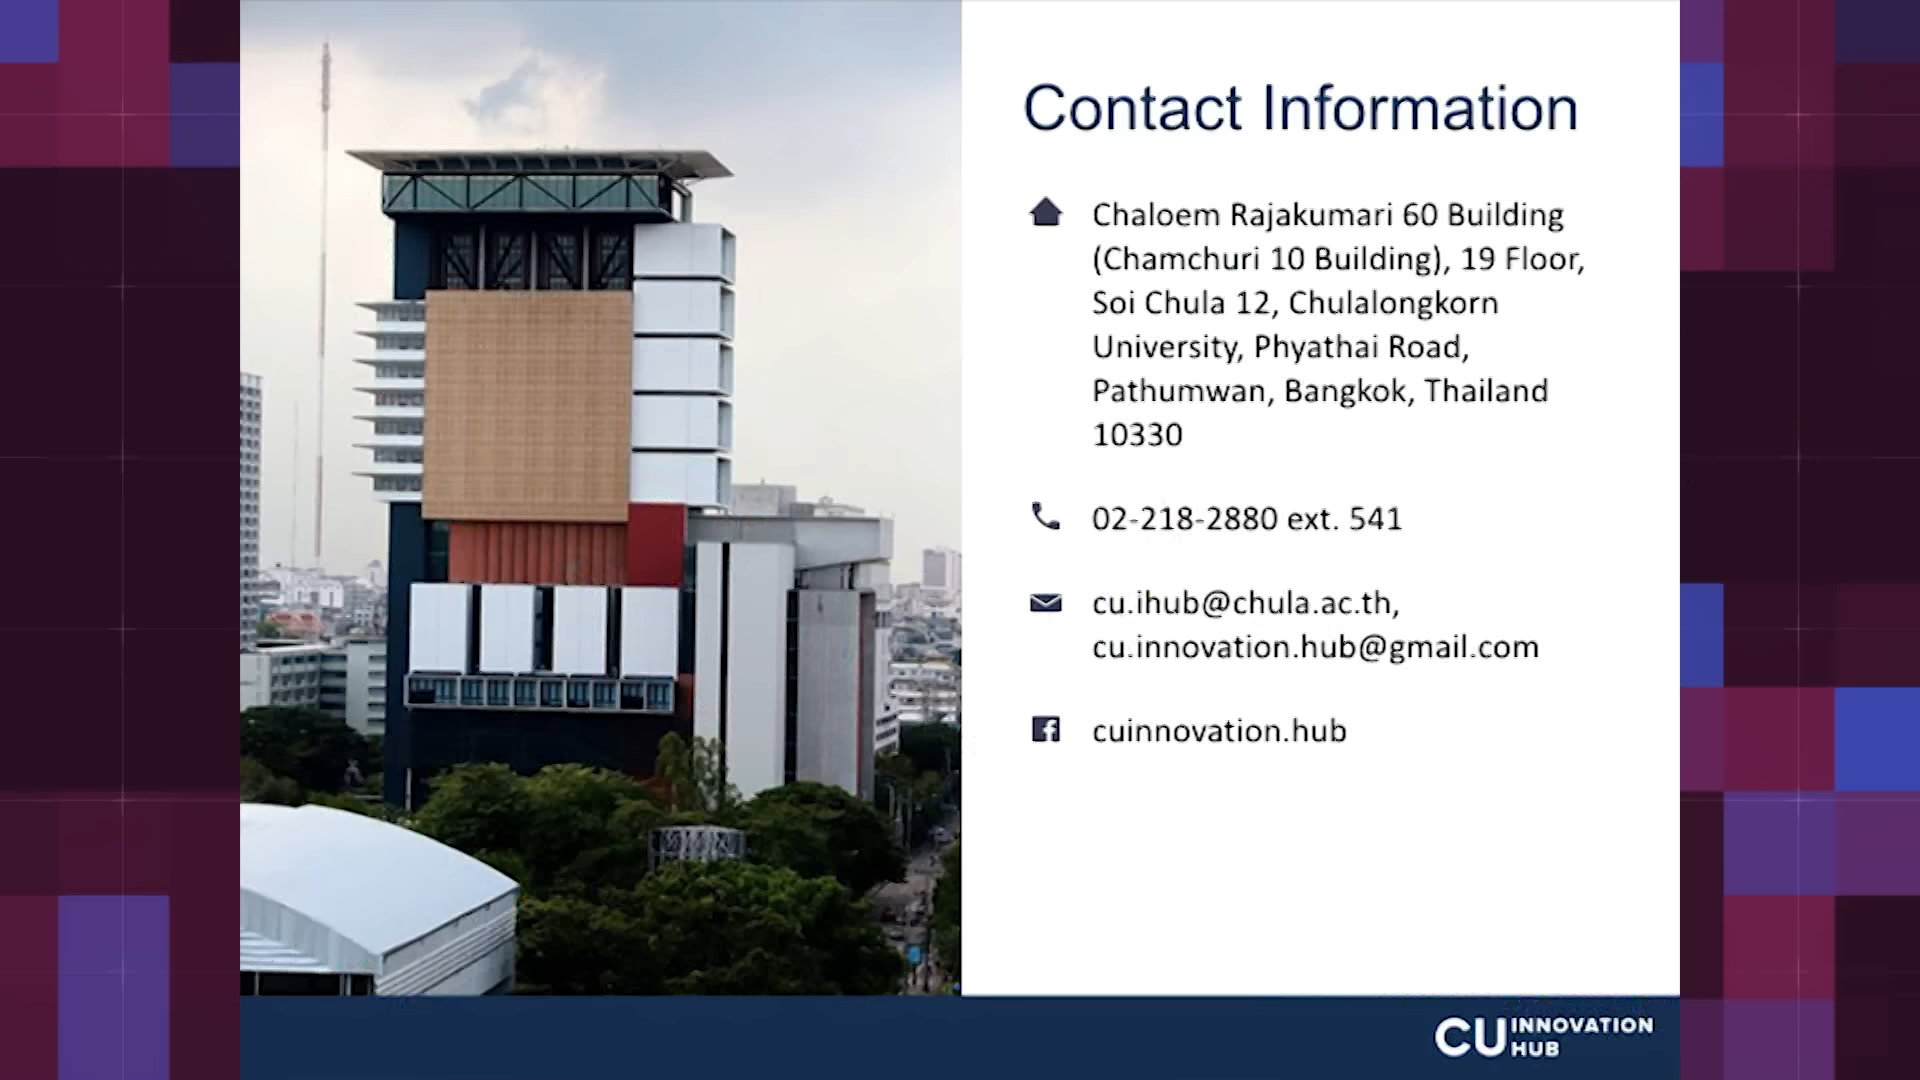 Contact Information
Chaloem Rajakumari 60 Building
(Chamchuri 10 Building), 19 Floor,
Soi Chula 12, Chulalongkorn
University, Phyathai Road,
Pathumwan, Bangkok, Thailand
10330
02-218-2880 ext. 541
cu.ihub@chula.ac.th,
cu.innovation.hub@gmail.com
cuinnovation.hub
CU INNOVATION
HUB